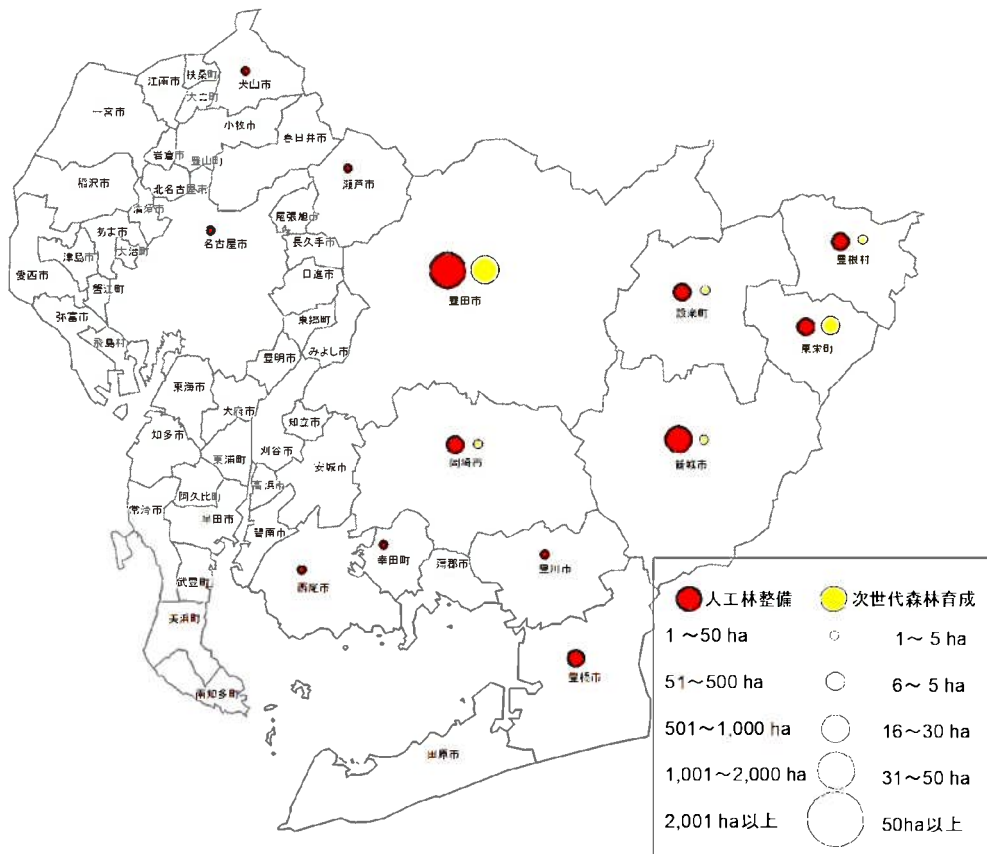 扶桑町
江南市
犬山市
大口町
一宮市
小牧市
春日井市
岩倉市
豊山町
瀬戸市
稲沢市
北名古屋市
清須市
尾張旭市
あま市
名古屋市
長久手市
津島市
大治町
豊根村
愛西市
日進市
蟹江町
豊田市
設楽町
弥富市
東郷町
東栄町
飛島村
豊明市
みよし市
東海市
大府市
知立市
知多市
刈谷市
岡崎市
新城市
東浦町
安城市
高浜市
阿久比町
常滑市
半田市
碧南市
幸田町
蒲郡市
豊川市
西尾市
武豊町
美浜町
豊橋市
南知多町
田原市
人工林整備 次世代森林育成
1～50 ha 1～5 ha
51～500 ha 6～5 ha
501～1,000 ha 16～30 ha
1,001～2,000 ha 31～50 ha
2,001 ha以上 50ha以上